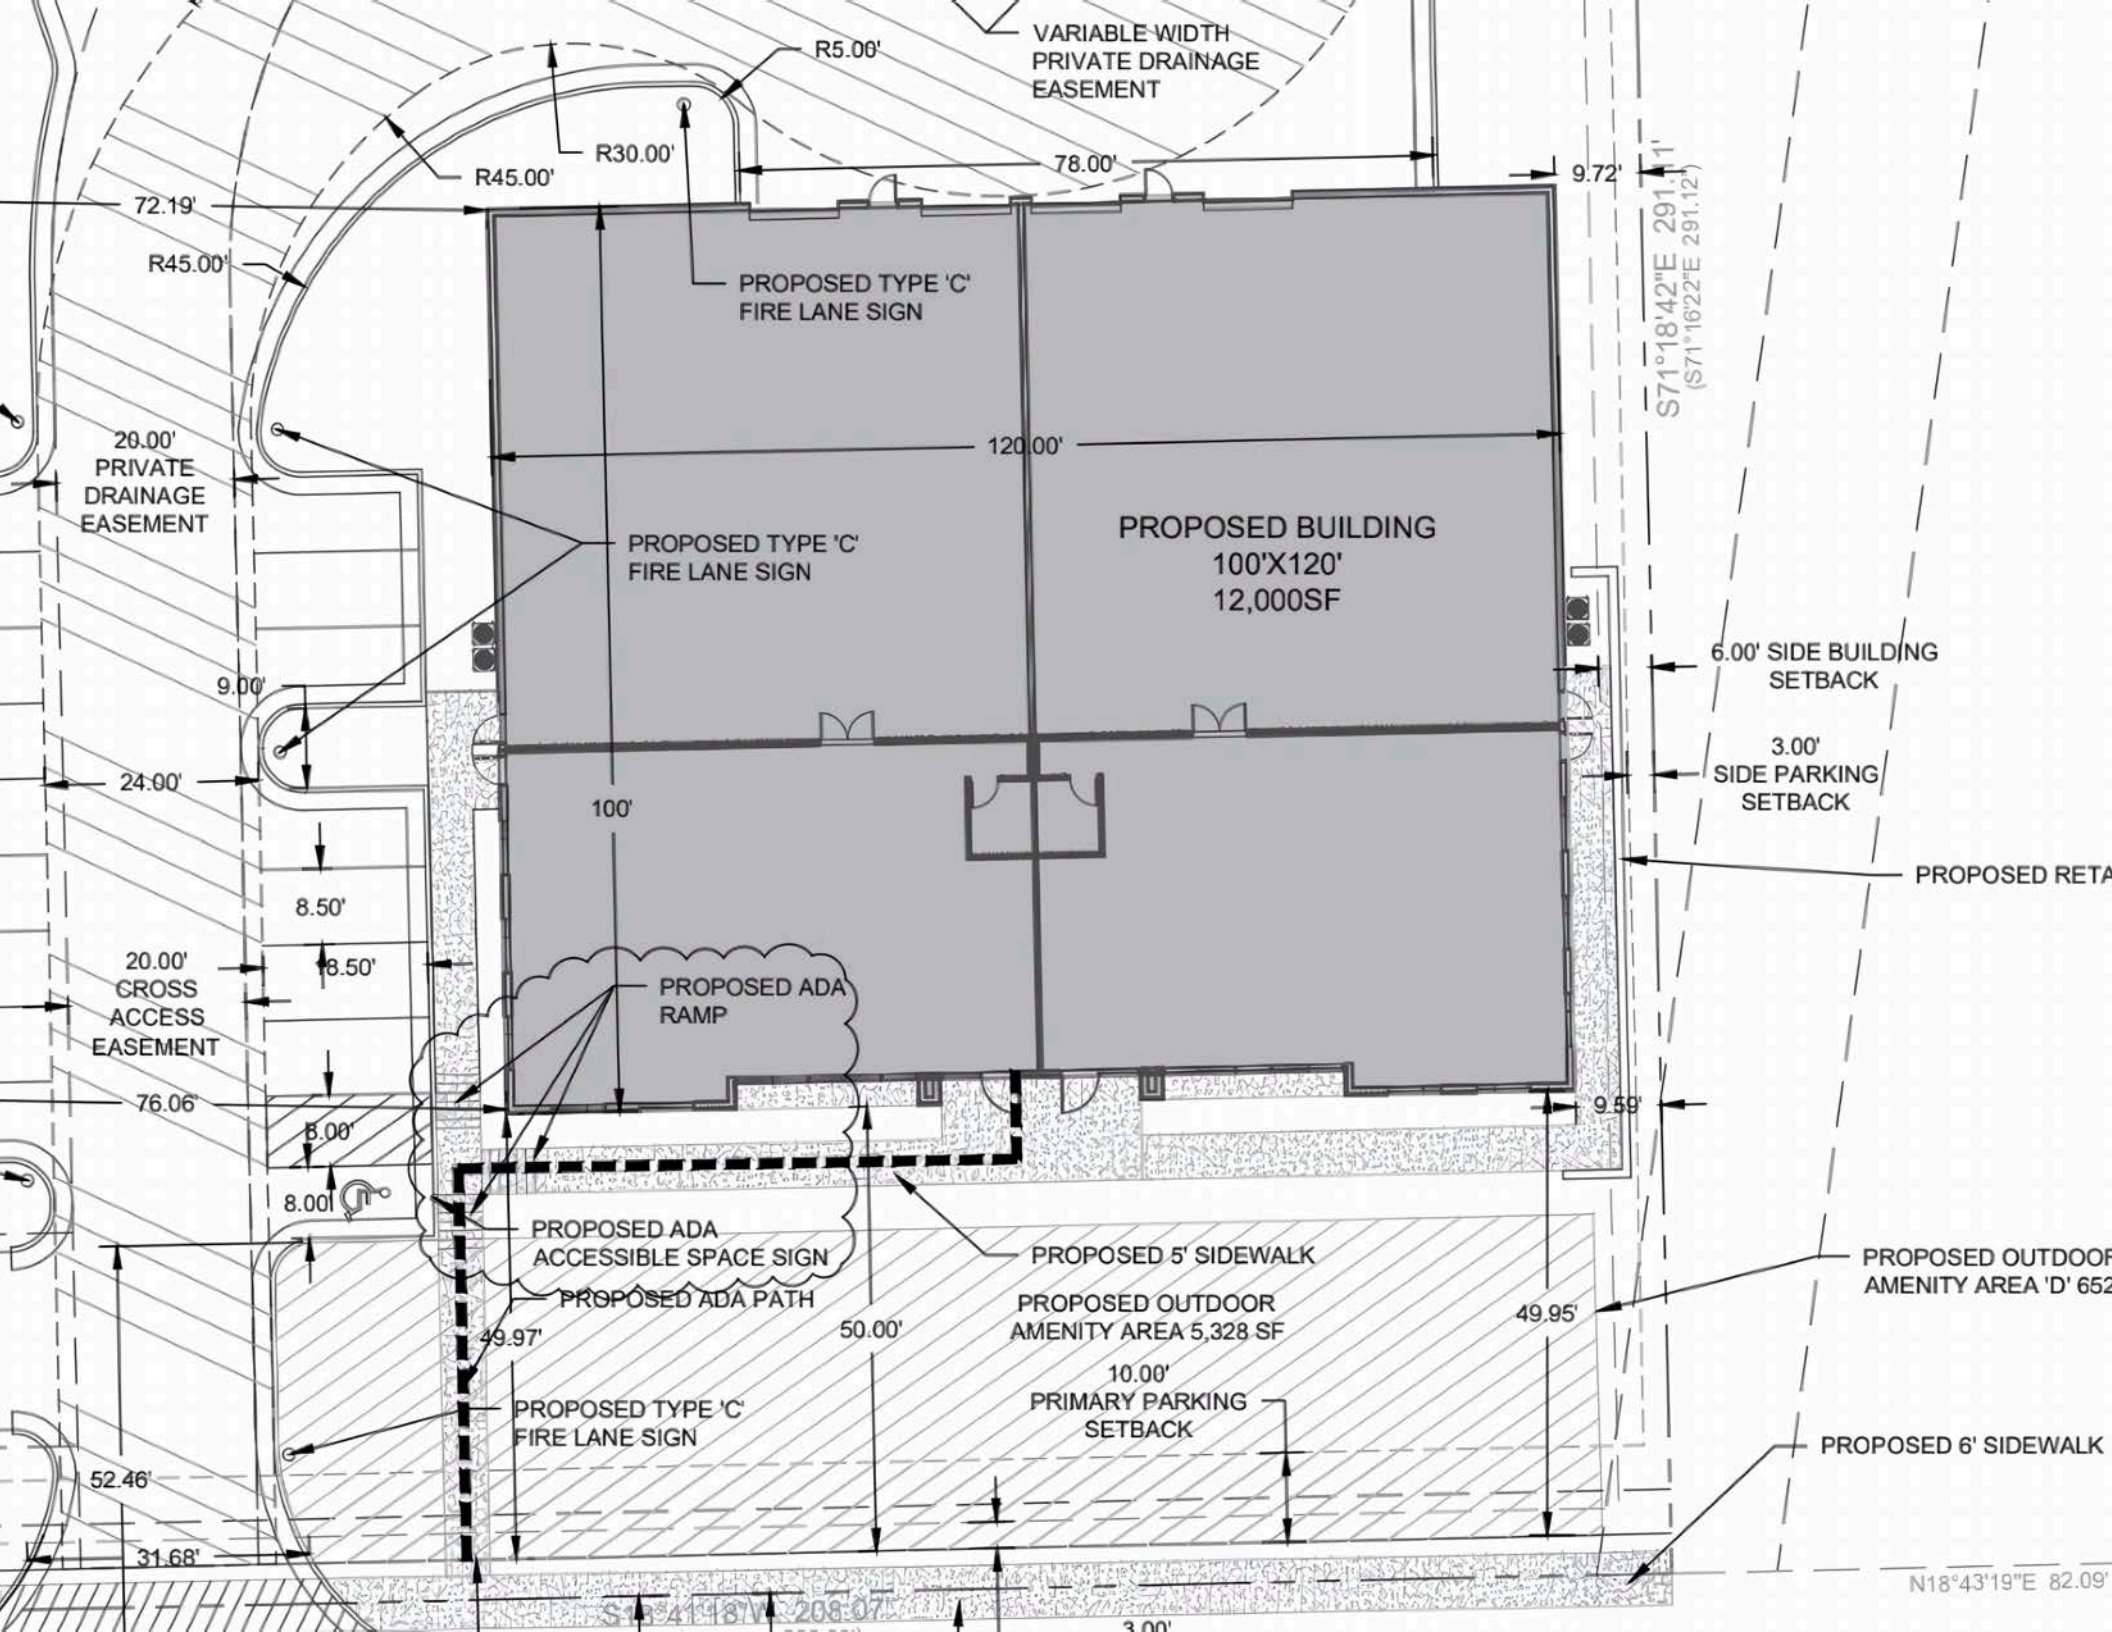 VARIABLE WIDTH
PRIVATE DRAINAGE
EASEMENT
R5.00'
R30.00'
R45.00'
78.00'
9.72'
72.19'
R45.00'
S71°18'42"E 291.11'
(S71°16'22"E 291.12')
PROPOSED TYPE 'C'
FIRE LANE SIGN
120.00'
20.00'
PRIVATE
DRAINAGE
EASEMENT
PROPOSED TYPE 'C'
FIRE LANE SIGN
PROPOSED BUILDING
100'X120'
12,000SF
9.00'
6.00' SIDE BUILDING
SETBACK
24.00'
100'
3.00'
SIDE PARKING
SETBACK
PROPOSED RETA
8.50'
18.50'
20.00'
CROSS
ACCESS
EASEMENT
PROPOSED ADA
RAMP
76.06'
8.00'
9.59'
8.00'
PROPOSED ADA
ACCESSIBLE SPACE SIGN
PROPOSED 5' SIDEWALK
PROPOSED OUTDOOR
AMENITY AREA 'D' 652
PROPOSED ADA PATH
PROPOSED OUTDOOR
AMENITY AREA 5,328 SF
49.97'
50.00'
49.95'
10.00'
PRIMARY PARKING
SETBACK
PROPOSED TYPE 'C'
FIRE LANE SIGN
PROPOSED 6' SIDEWALK
52.46'
31.68'
N18°43'19"E 82.09'
S18°41'18"W 208.07'
3.00'